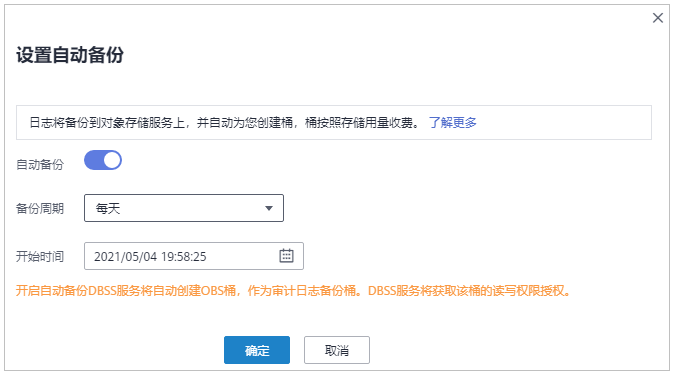 设置自动备份
日志将备份到对象存储服务上，并自动为您创建桶，桶按照存储用量收费。 了解更多
自动备份
备份周期 每天
开始时间 2021/05/04 19:58:25
开启自动备份DBSS服务将自动创建OBS桶，作为审计日志备份桶。DBSS服务将获取该桶的读写权限授权。
确定 取消